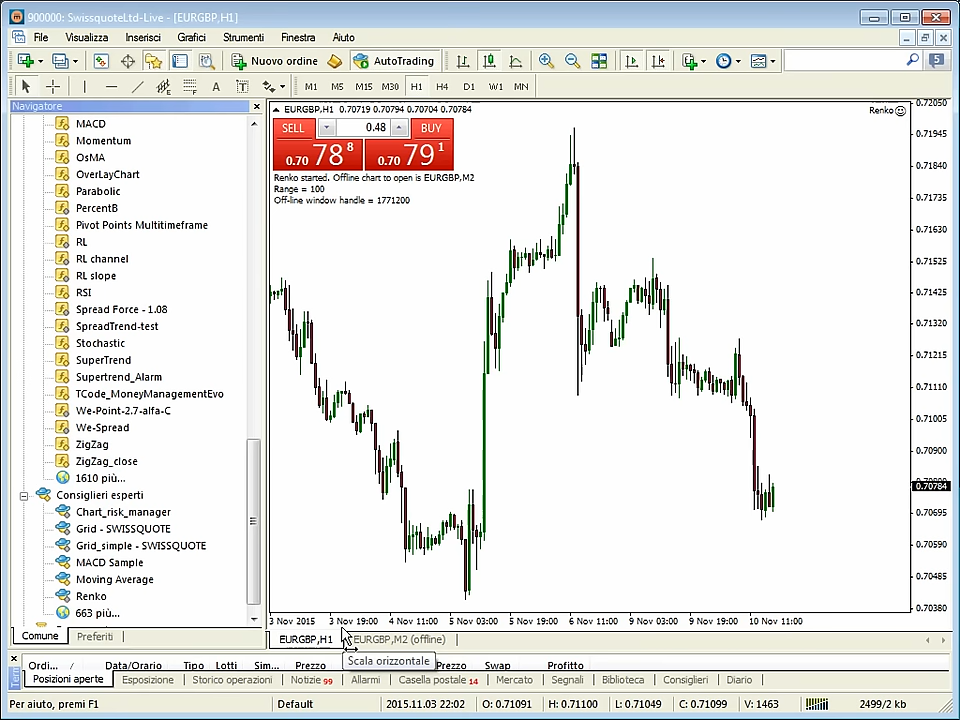 900000: SwissquoteLtd-Live - [EURGBP,H1]
File Visualizza Inserisci Grafici Strumenti Finestra Aiuto
Nuovo ordine AutoTrading 5
A T M1 M5 M15 M30 H1 H4 D1 W1 MN
Navigatore
MACD
Momentum
OsMA
OverLayChart
Parabolic
PercentB
Pivot Points Multitimeframe
RL
RL channel
RL slope
RSI
Spread Force - 1.08
SpreadTrend-test
Stochastic
SuperTrend
Supertrend_Alarm
TCode_MoneyManagementEvo
We-Point-2.7-alfa-C
We-Spread
ZigZag
ZigZag_close
1610 più...
Consiglieri esperti
Chart_risk_manager
Grid - SWISSQUOTE
Grid_simple - SWISSQUOTE
MACD Sample
Moving Average
Renko
663 più...
Comune Preferiti
EURGBP,H1 0.70719 0.70794 0.70704 0.70784
Renko
SELL 0.48 BUY
0.70 78 8 0.70 79 1
Renko started. Offline chart to open is EURGBP,M2
Range = 100
Off-line window handle = 1771200
0.72050
0.71945
0.71840
0.71735
0.71630
0.71525
0.71425
0.71320
0.71215
0.71110
0.71005
0.70900
0.70784
0.70695
0.70590
0.70485
0.70380
3 Nov 2015 3 Nov 19:00 4 Nov 11:00 5 Nov 03:00 5 Nov 19:00 6 Nov 11:00 9 Nov 03:00 9 Nov 19:00 10 Nov 11:00
EURGBP,H1 EURGBP,M2 (offline)
Scala orizzontale
Ordi... / Data/Orario Tipo Lotti Sim... Prezzo Prezzo Swap Profitto
Posizioni aperte Esposizione Storico operazioni Notizie 99 Allarmi Casella postale 14 Mercato Segnali Biblioteca Consiglieri Diario
Per aiuto, premi F1 Default 2015.11.03 22:02 O: 0.71091 H: 0.71100 L: 0.71049 C: 0.71099 V: 1463 2499/2 kb